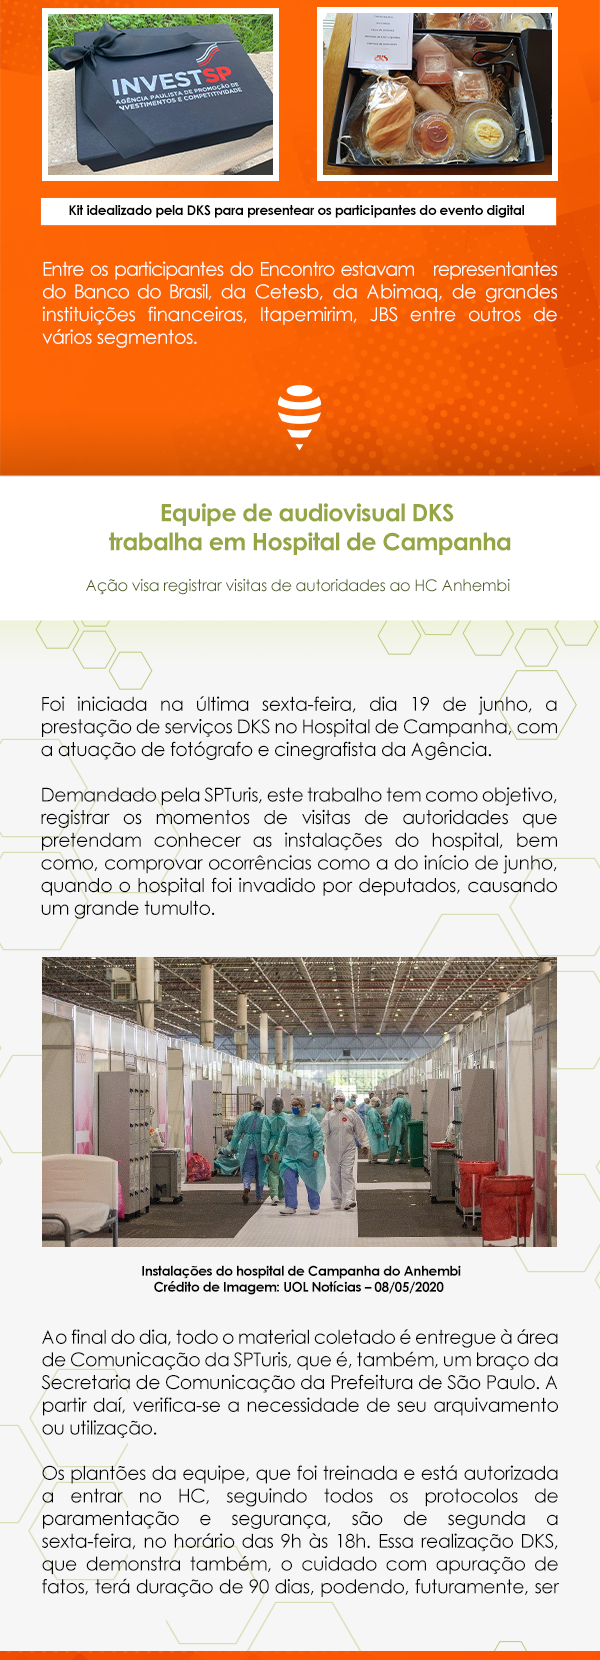 INVESTSP
AGÊNCIA PAULISTA DE PROMOÇÃO DE
INVESTIMENTOS E COMPETITIVIDADE
Kit idealizado pela DKS para presentear os participantes do evento digital
Entre os participantes do Encontro estavam representantes
do Banco do Brasil, da Cetesb, da Abimaq, de grandes
instituições financeiras, Itapemirim, JBS entre outros de
vários segmentos.
Equipe de audiovisual DKS
trabalha em Hospital de Campanha
Ação visa registrar visitas de autoridades ao HC Anhembi
Foi iniciada na última sexta-feira, dia 19 de junho, a
prestação de serviços DKS no Hospital de Campanha, com
a atuação de fotógrafo e cinegrafista da Agência.
Demandado pela SPTuris, este trabalho tem como objetivo,
registrar os momentos de visitas de autoridades que
pretendam conhecer as instalações do hospital, bem
como, comprovar ocorrências como a do início de junho,
quando o hospital foi invadido por deputados, causando
um grande tumulto.
Instalações do hospital de Campanha do Anhembi
Crédito de Imagem: UOL Notícias – 08/05/2020
Ao final do dia, todo o material coletado é entregue à área
de Comunicação da SPTuris, que é, também, um braço da
Secretaria de Comunicação da Prefeitura de São Paulo. A
partir daí, verifica-se a necessidade de seu arquivamento
ou utilização.
Os plantões da equipe, que foi treinada e está autorizada
a entrar no HC, seguindo todos os protocolos de
paramentação e segurança, são de segunda a
sexta-feira, no horário das 9h às 18h. Essa realização DKS,
que demonstra também, o cuidado com apuração de
fatos, terá duração de 90 dias, podendo, futuramente, ser